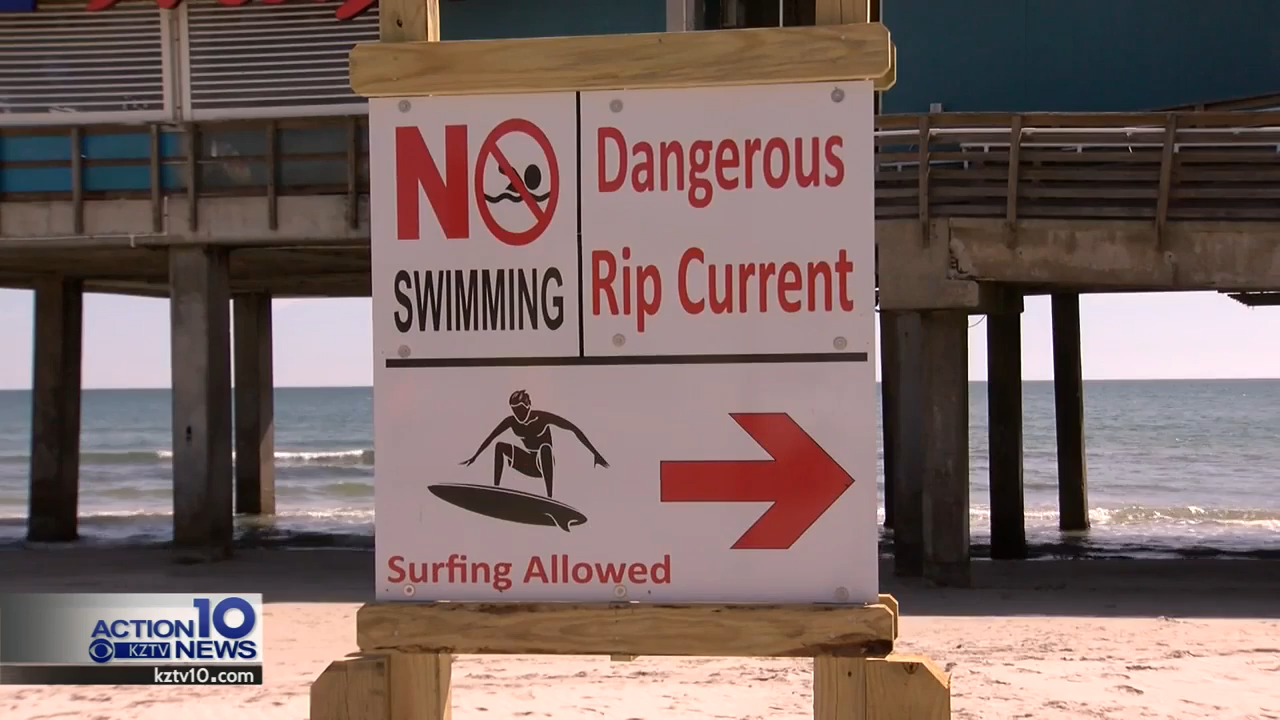 NO
SWIMMING
Dangerous
Rip Current
Surfing Allowed
ACTION 10
KZTV NEWS
kztv10.com